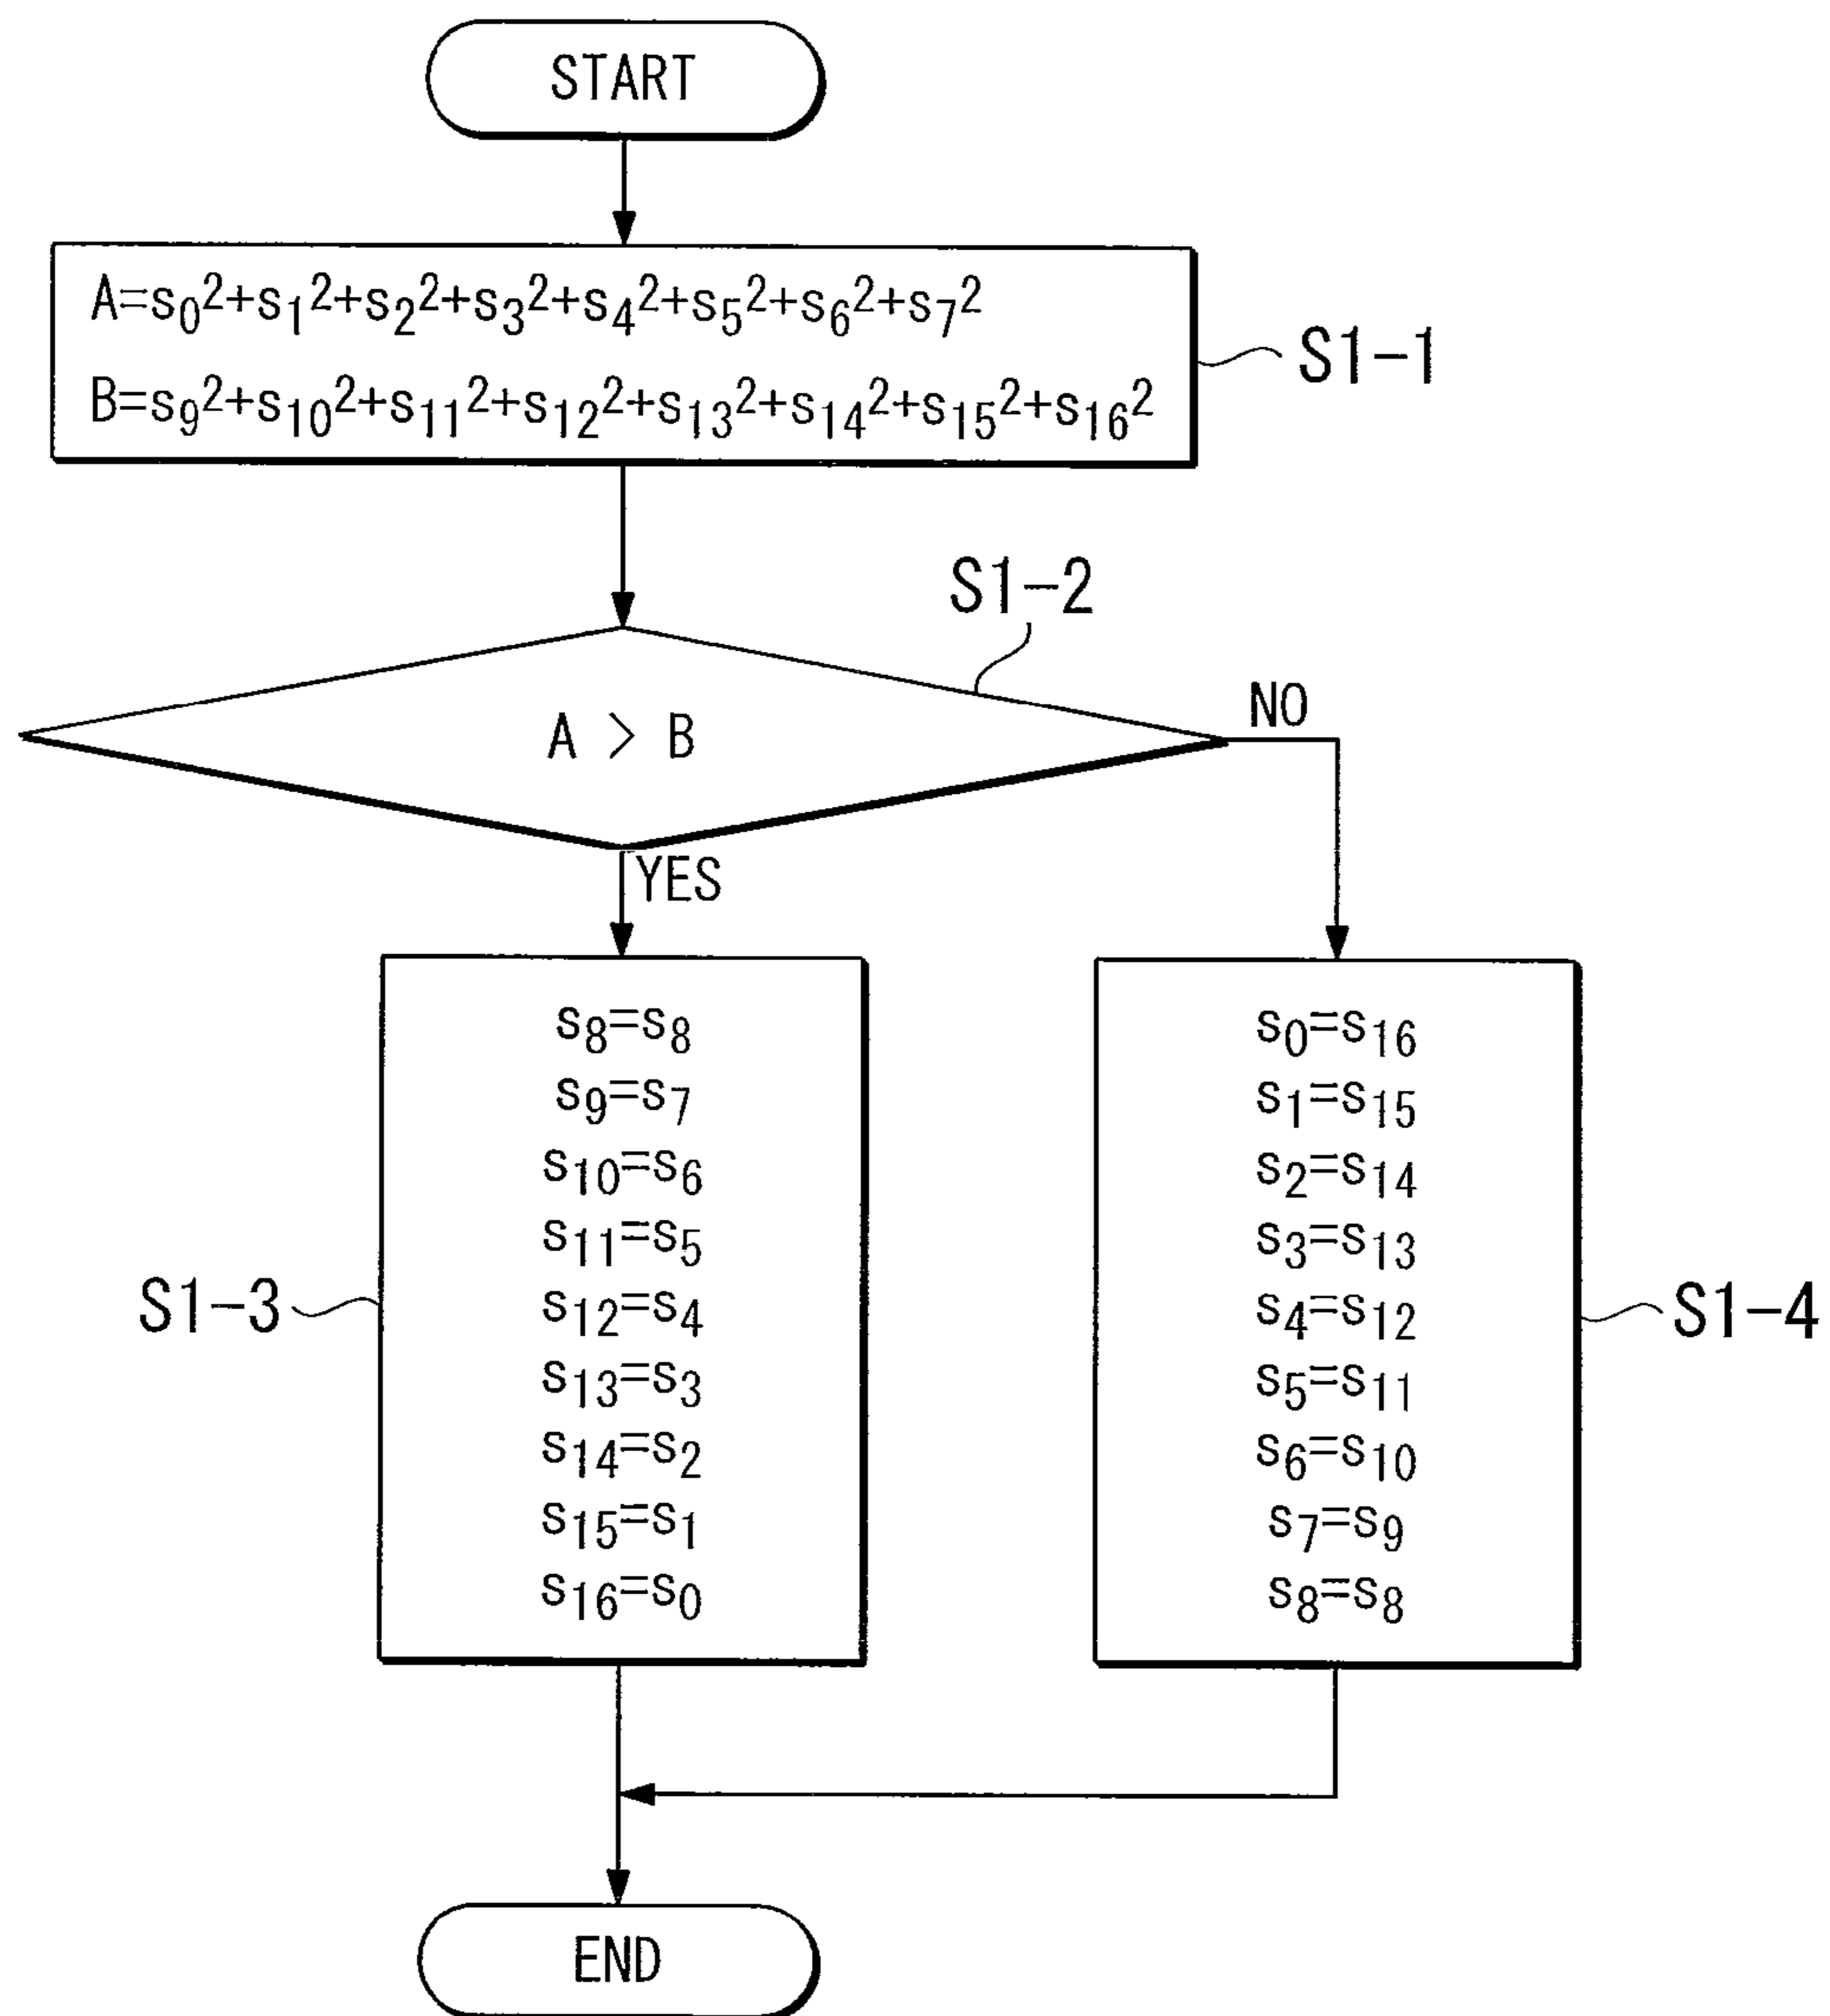 START
A=s₀²+s₁²+s₂²+s₃²+s₄²+s₅²+s₆²+s₇²
B=s₉²+s₁₀²+s₁₁²+s₁₂²+s₁₃²+s₁₄²+s₁₅²+s₁₆²
S1-1
S1-2
A > B
NO
YES
s₈=s₈
s₉=s₇
s₁₀=s₆
s₁₁=s₅
s₁₂=s₄
s₁₃=s₃
s₁₄=s₂
s₁₅=s₁
s₁₆=s₀
S1-3
s₀=s₁₆
s₁=s₁₅
s₂=s₁₄
s₃=s₁₃
s₄=s₁₂
s₅=s₁₁
s₆=s₁₀
s₇=s₉
s₈=s₈
S1-4
END